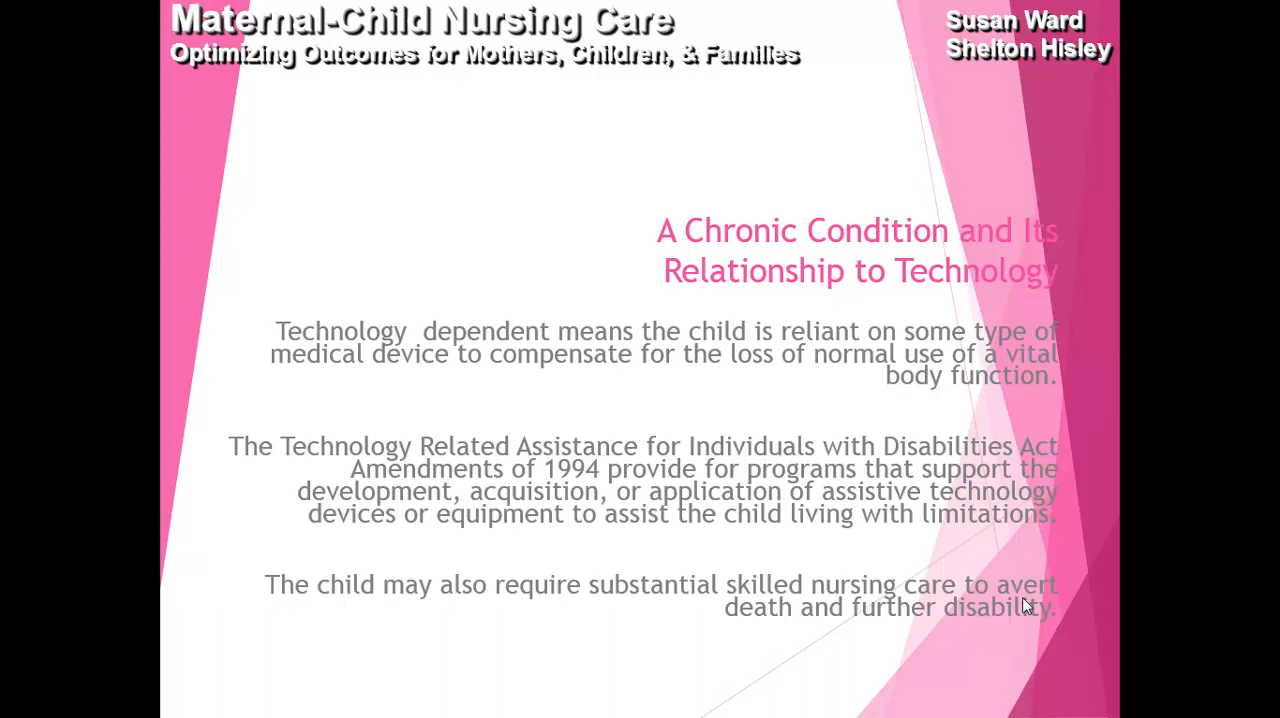 Maternal-Child Nursing Care
Optimizing Outcomes for Mothers, Children, & Families
Susan Ward
Shelton Hisley
A Chronic Condition and Its
Relationship to Technology
Technology dependent means the child is reliant on some type of
medical device to compensate for the loss of normal use of a vital
body function.
The Technology Related Assistance for Individuals with Disabilities Act
Amendments of 1994 provide for programs that support the
development, acquisition, or application of assistive technology
devices or equipment to assist the child living with limitations.
The child may also require substantial skilled nursing care to avert
death and further disability.